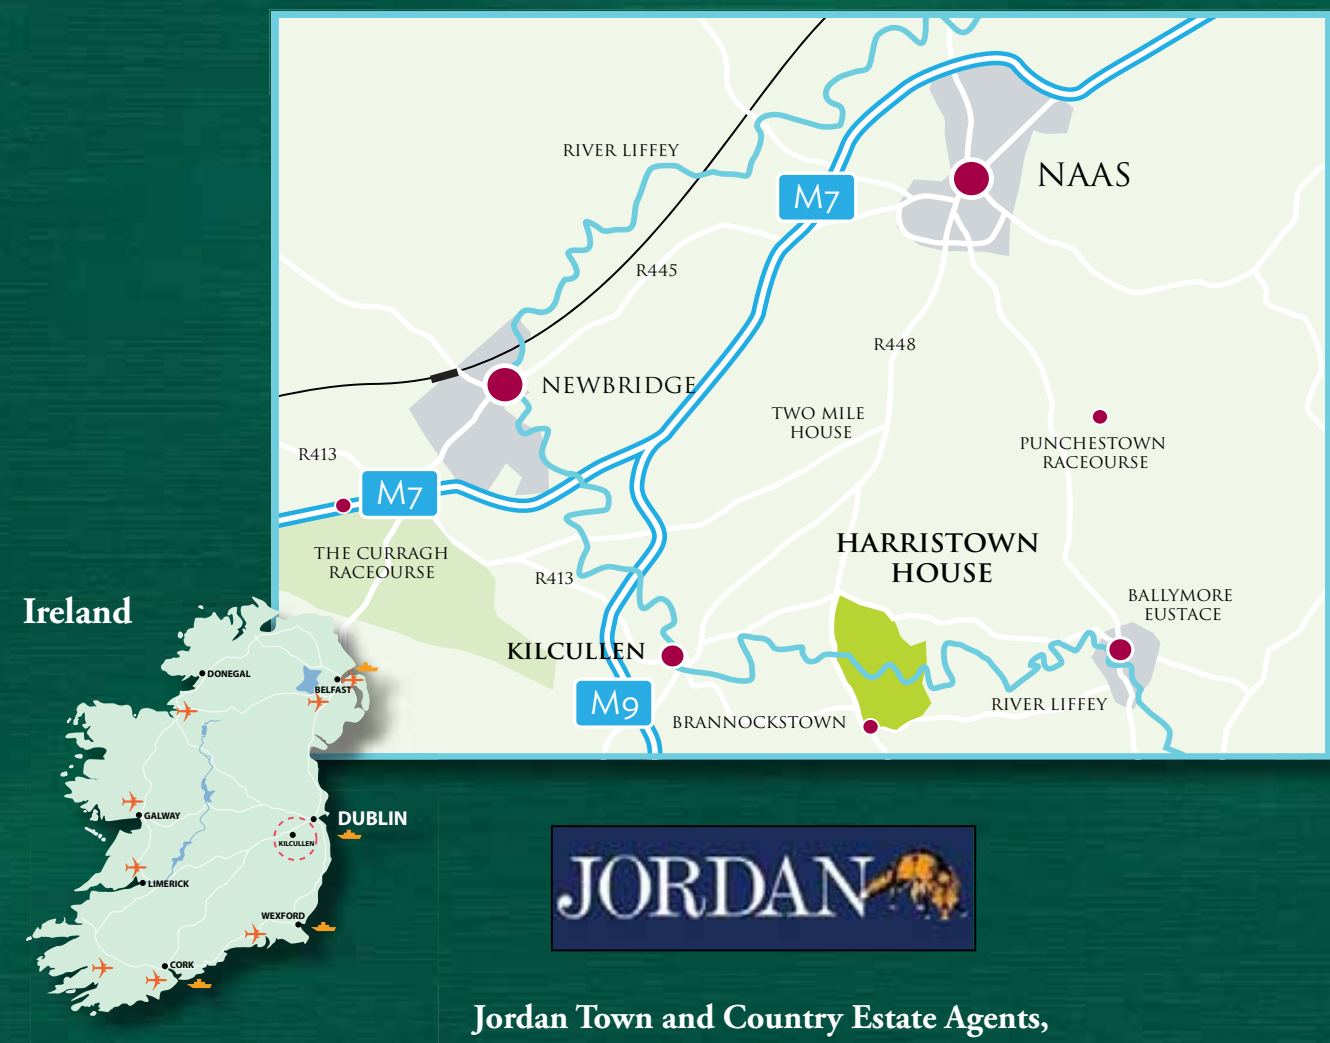 RIVER LIFFEY
M7
NAAS
R445
R448
NEWBRIDGE
TWO MILE
HOUSE
PUNCHESTOWN
RACEOURSE
R413
M7
HARRISTOWN
HOUSE
THE CURRAGH
RACEOURSE
R413
BALLYMORE
EUSTACE
KILCULLEN
M9
BRANNOCKSTOWN
RIVER LIFFEY
Ireland
DONEGAL
BELFAST
GALWAY
DUBLIN
KILCULLEN
LIMERICK
WEXFORD
CORK
JORDAN
Jordan Town and Country Estate Agents,